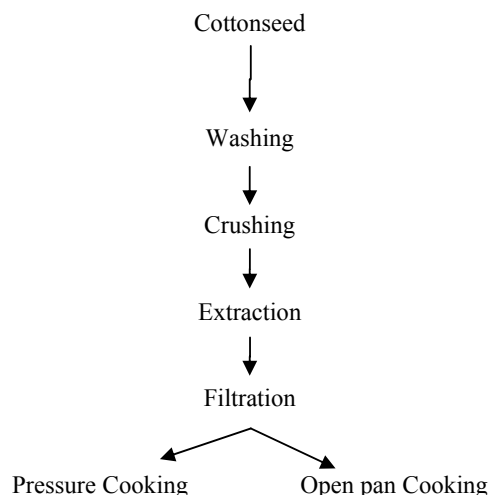 Cottonseed
Washing
Crushing
Extraction
Filtration
Pressure Cooking Open pan Cooking